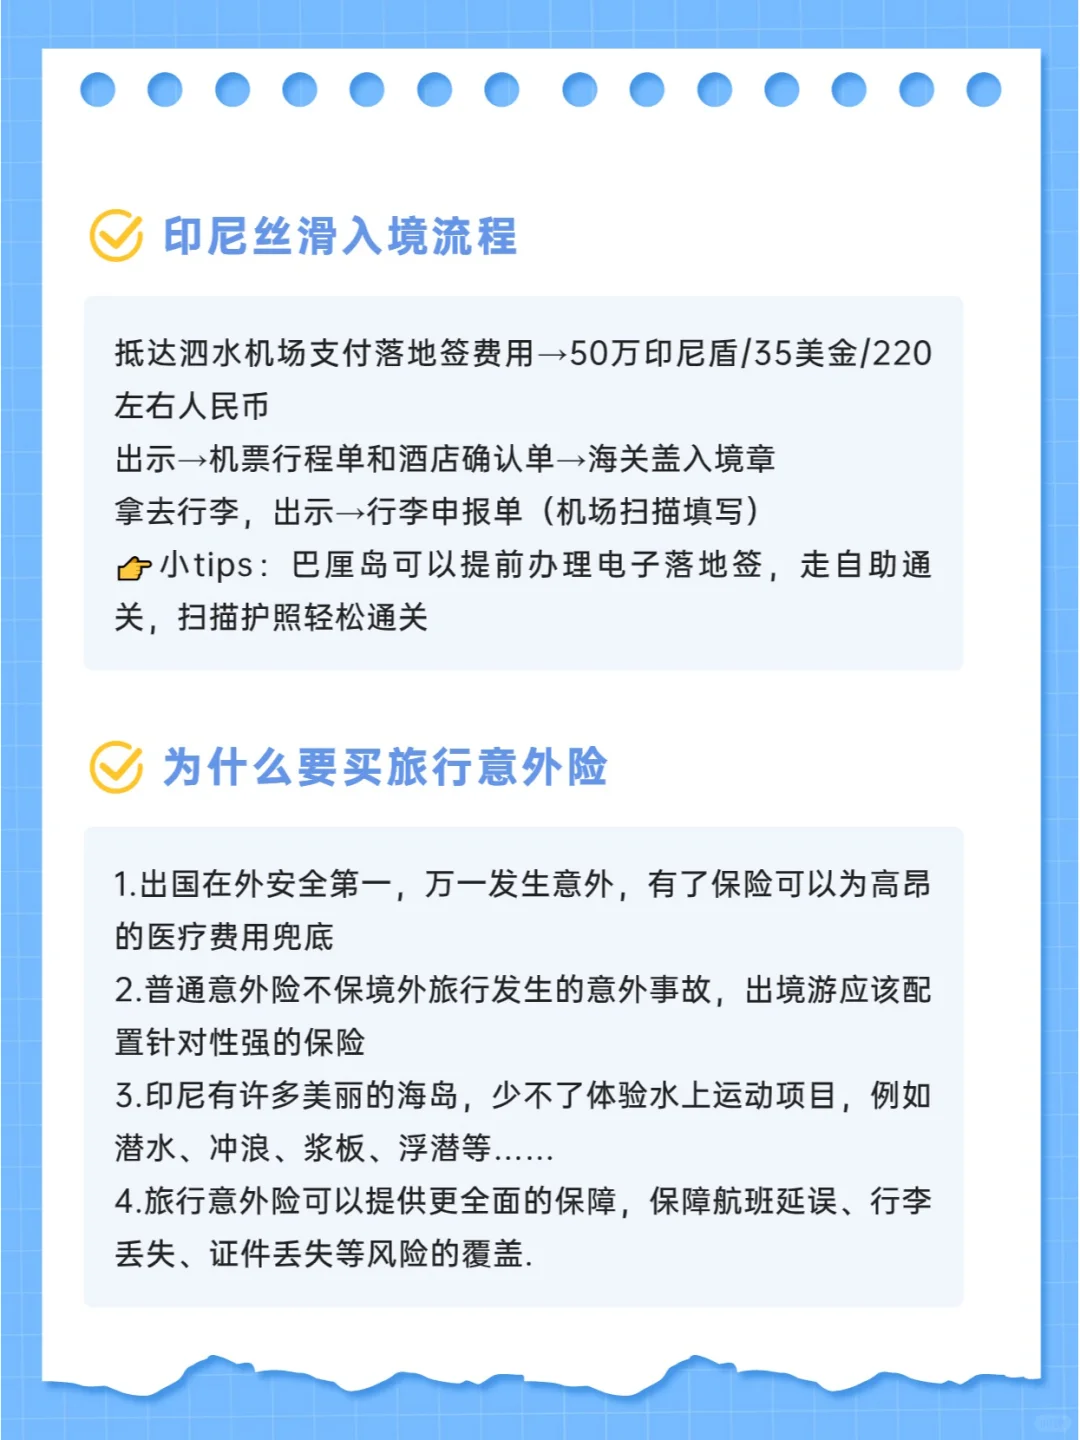 印尼丝滑入境流程
抵达泗水机场支付落地签费用→50万印尼盾/35美金/220
左右人民币
出示→机票行程单和酒店确认单→海关盖入境章
拿去行李，出示→行李申报单（机场扫描填写）
👉小tips：巴厘岛可以提前办理电子落地签，走自助通
关，扫描护照轻松通关
为什么要买旅行意外险
1.出国在外安全第一，万一发生意外，有了保险可以为高昂
的医疗费用兜底
2.普通意外险不保境外旅行发生的意外事故，出境游应该配
置针对性强的保险
3.印尼有许多美丽的海岛，少不了体验水上运动项目，例如
潜水、冲浪、浆板、浮潜等……
4.旅行意外险可以提供更全面的保障，保障航班延误、行李
丢失、证件丢失等风险的覆盖.